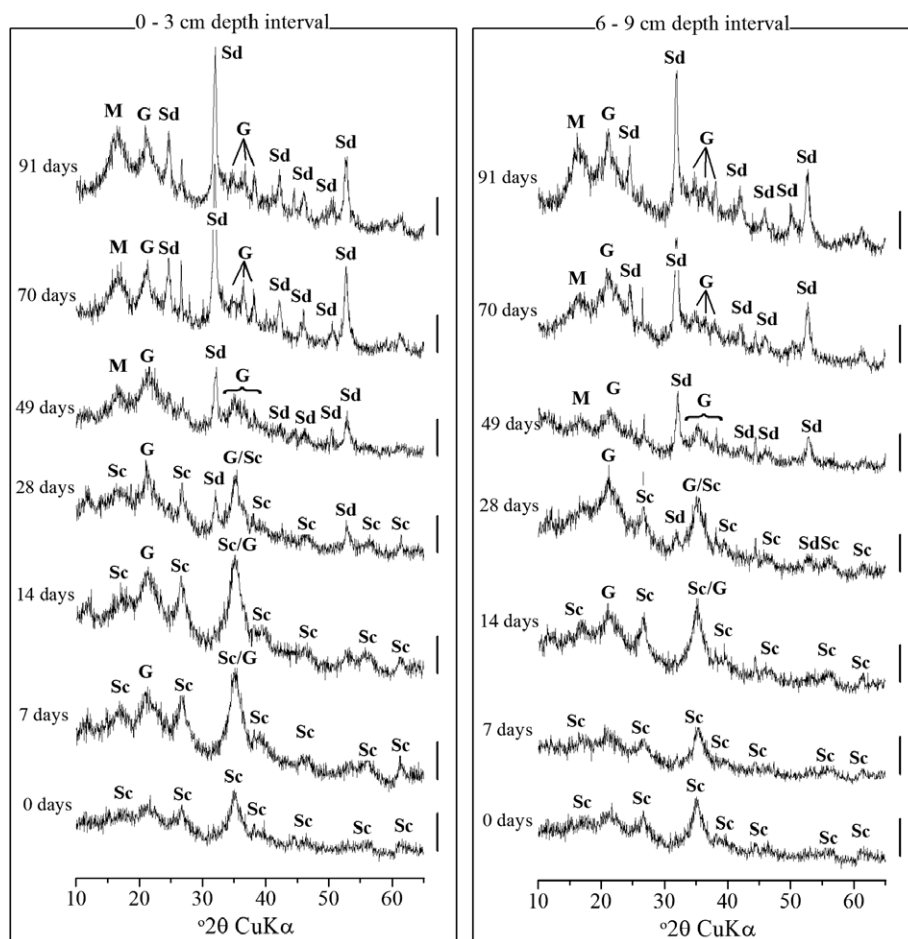 0 - 3 cm depth interval
Sd
M G Sd G
Sd Sd Sd Sd
91 days
Sd
M G Sd G
Sd Sd Sd Sd
70 days
Sd
M G G
Sd Sd Sd Sd
49 days
Sc G Sc Sd G/Sc
Sc Sc Sd Sc Sc
28 days
Sc G Sc Sc/G
Sc Sc Sc Sc
14 days
Sc G Sc Sc/G
Sc Sc Sc Sc
7 days
Sc Sc Sc
Sc Sc Sc Sc
0 days
10 20 30 40 50 60
°2θ CuKα
6 - 9 cm depth interval
Sd
M G Sd G
Sd Sd Sd Sd
91 days
Sd
M G Sd G
Sd Sd Sd
70 days
Sd
M G G
Sd Sd Sd
49 days
G Sc Sd G/Sc
Sc Sc Sd Sc Sc
28 days
Sc G Sc Sc/G
Sc Sc Sc Sc
14 days
Sc Sc Sc
Sc Sc Sc Sc
7 days
Sc Sc Sc
Sc Sc Sc Sc
0 days
10 20 30 40 50 60
°2θ CuKα